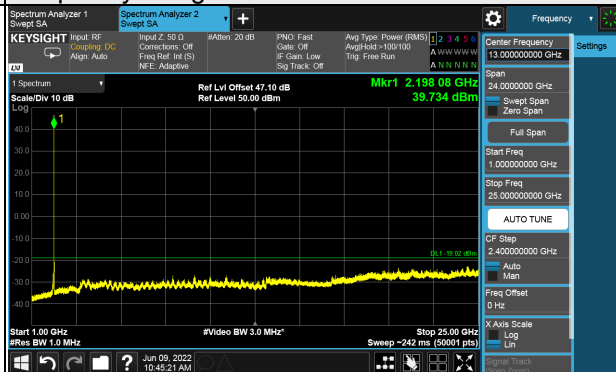 Spectrum Analyzer 1
Swept SA
Spectrum Analyzer 2
Swept SA
Frequency
KEYSIGHT
Input: RF
Coupling: DC
Align: Auto
Input Z: 50 Ω
Corrections: Off
Freq Ref: Int (S)
NFE: Adaptive
#Atten: 20 dB
PNO: Fast
Gate: Off
IF Gain: Low
Sig Track: Off
Avg Type: Power (RMS)
Avg|Hold:>100/100
Trig: Free Run
1 2 3 4 5 6
A W W W W W
A N N N N N
LXI
1 Spectrum
Scale/Div 10 dB
Ref Lvl Offset 47.10 dB
Ref Level 50.00 dBm
Mkr1 2.198 08 GHz
39.734 dBm
Log
1
40.0
30.0
20.0
10.0
0.00
-10.0
-20.0
-30.0
-40.0
DL1 -19.02 dBm
Start 1.00 GHz
#Res BW 1.0 MHz
#Video BW 3.0 MHz*
Stop 25.00 GHz
Sweep ~242 ms (50001 pts)
Jun 09, 2022
10:45:21 AM
?
Center Frequency
13.000000000 GHz
Settings
Span
24.0000000 GHz
Swept Span
Zero Span
Full Span
Start Freq
1.000000000 GHz
Stop Freq
25.000000000 GHz
AUTO TUNE
CF Step
2.400000000 GHz
Auto
Man
Freq Offset
0 Hz
X Axis Scale
Log
Lin
Signal Track
(Span Zoom)